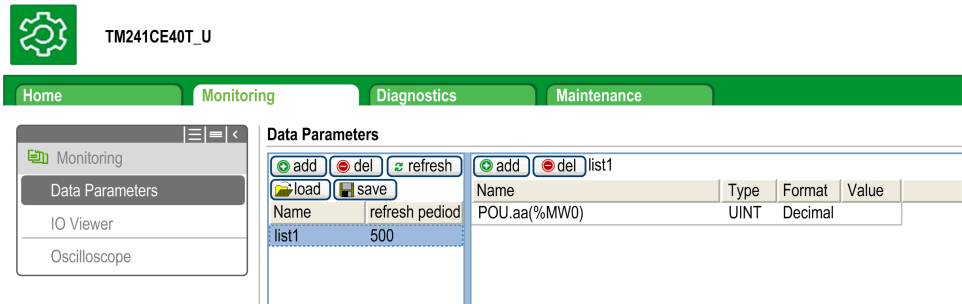 TM241CE40T_U
Home Monitoring Diagnostics Maintenance
Monitoring
Data Parameters
IO Viewer
Oscilloscope
Data Parameters
add del refresh
load save
Name refresh pediod
list1 500
add del list1
Name Type Format Value
POU.aa(%MW0) UINT Decimal